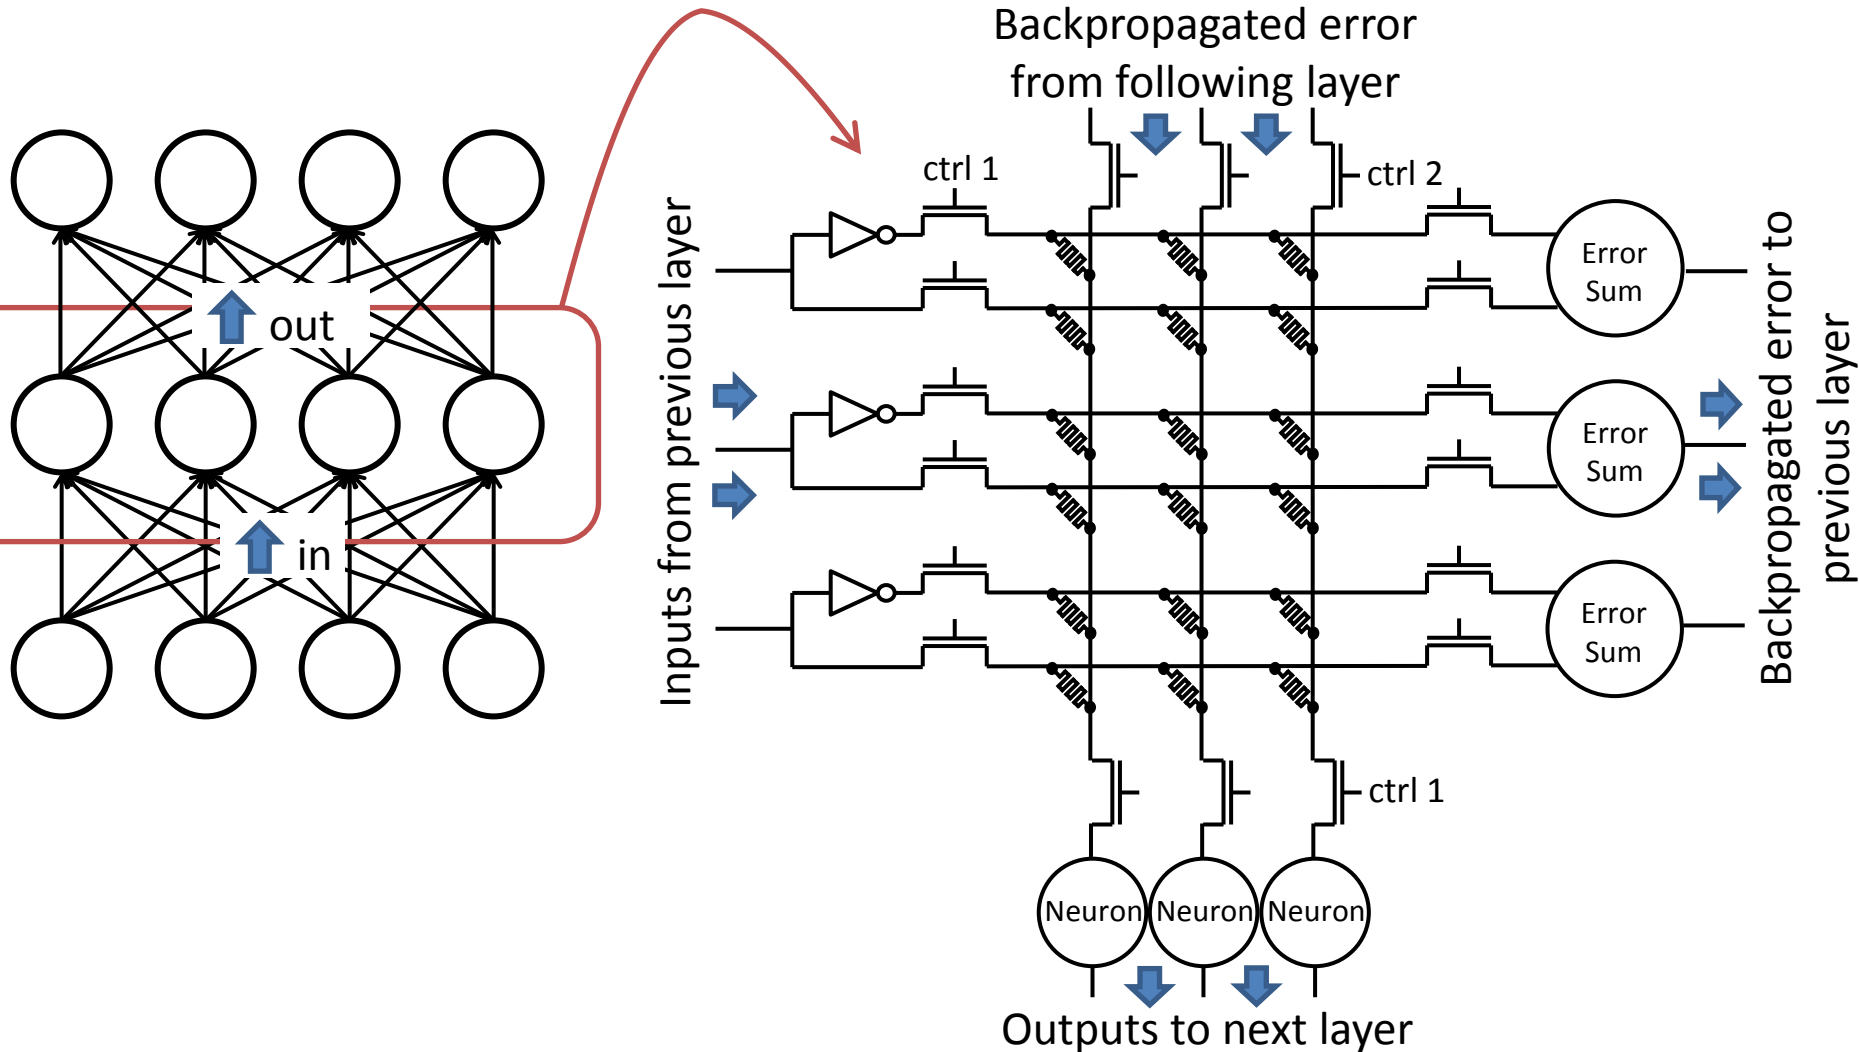 Backpropagated error
from following layer
ctrl 1
ctrl 2
Inputs from previous layer
out
in
Error
Sum
Error
Sum
Error
Sum
Backpropagated error to
previous layer
ctrl 1
Neuron
Neuron
Neuron
Outputs to next layer